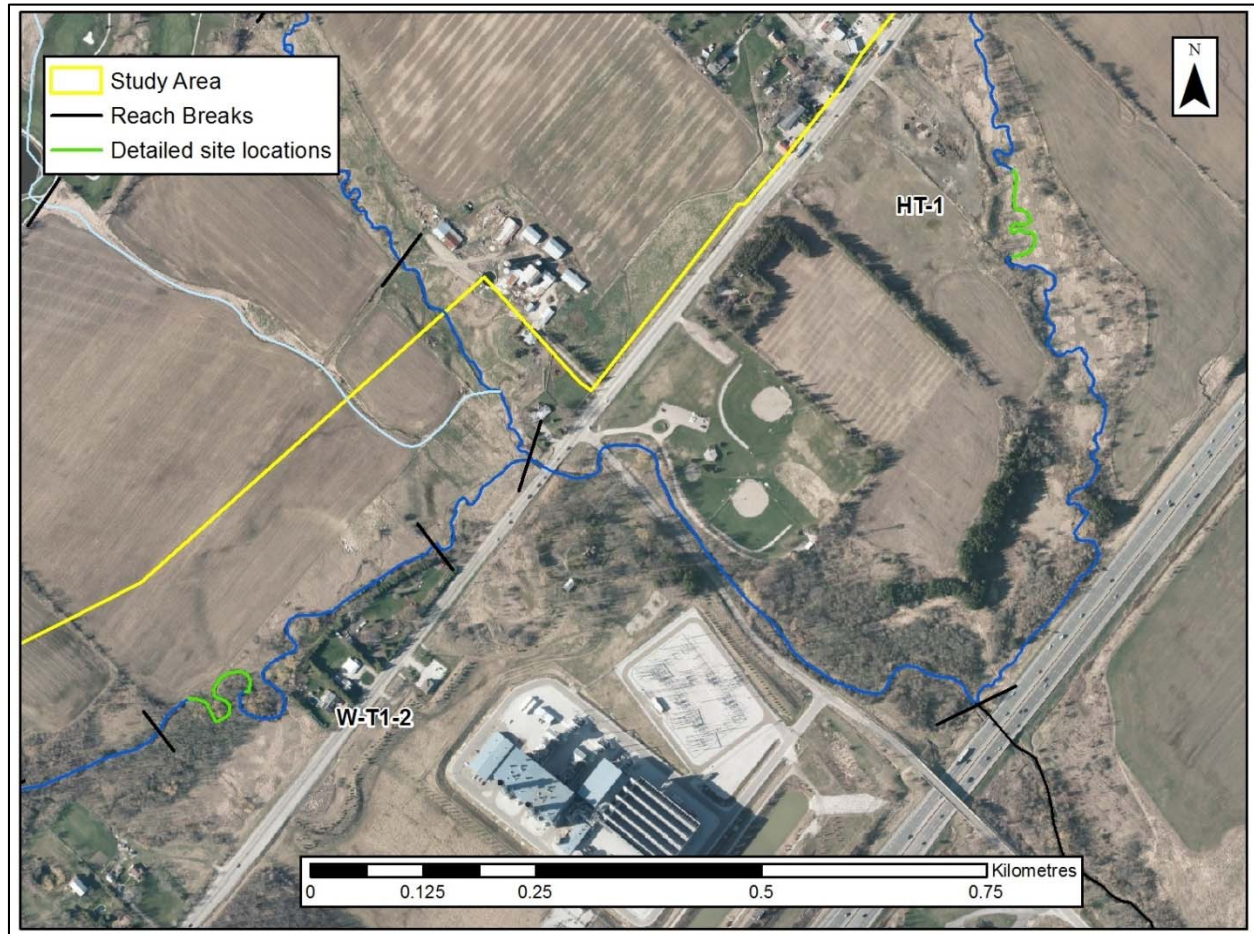 Study Area
Reach Breaks
Detailed site locations
N
HT-1
W-T1-2
Kilometres
0 0.125 0.25 0.5 0.75